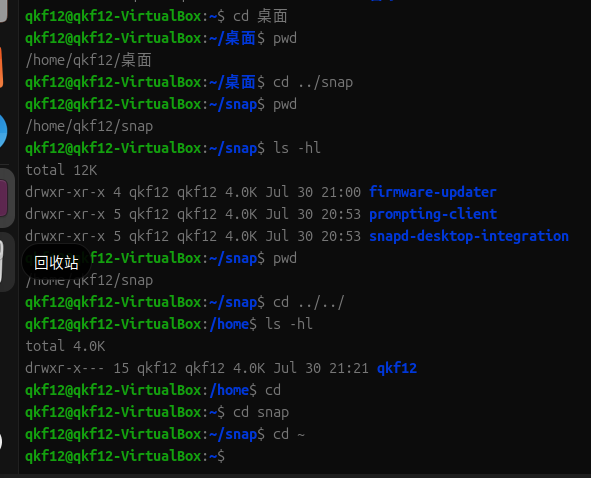 qkf12@qkf12-VirtualBox:~$ cd 桌面
qkf12@qkf12-VirtualBox:~/桌面$ pwd
/home/qkf12/桌面
qkf12@qkf12-VirtualBox:~/桌面$ cd ../snap
qkf12@qkf12-VirtualBox:~/snap$ pwd
/home/qkf12/snap
qkf12@qkf12-VirtualBox:~/snap$ ls -hl
total 12K
drwxr-xr-x 4 qkf12 qkf12 4.0K Jul 30 21:00 firmware-updater
drwxr-xr-x 5 qkf12 qkf12 4.0K Jul 30 20:53 prompting-client
drwxr-xr-x 5 qkf12 qkf12 4.0K Jul 30 20:53 snapd-desktop-integration
qkf12@qkf12-VirtualBox:~/snap$ pwd
回收站
/home/qkf12/snap
qkf12@qkf12-VirtualBox:~/snap$ cd ../../
qkf12@qkf12-VirtualBox:/home$ ls -hl
total 4.0K
drwxr-x--- 15 qkf12 qkf12 4.0K Jul 30 21:21 qkf12
qkf12@qkf12-VirtualBox:/home$ cd
qkf12@qkf12-VirtualBox:~$ cd snap
qkf12@qkf12-VirtualBox:~/snap$ cd ~
qkf12@qkf12-VirtualBox:~$